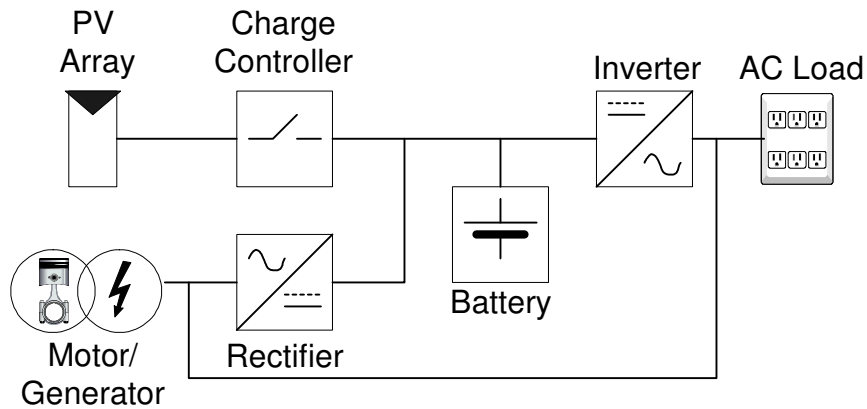 PV
Array
Charge
Controller
Inverter
AC Load
Battery
Motor/
Generator
Rectifier